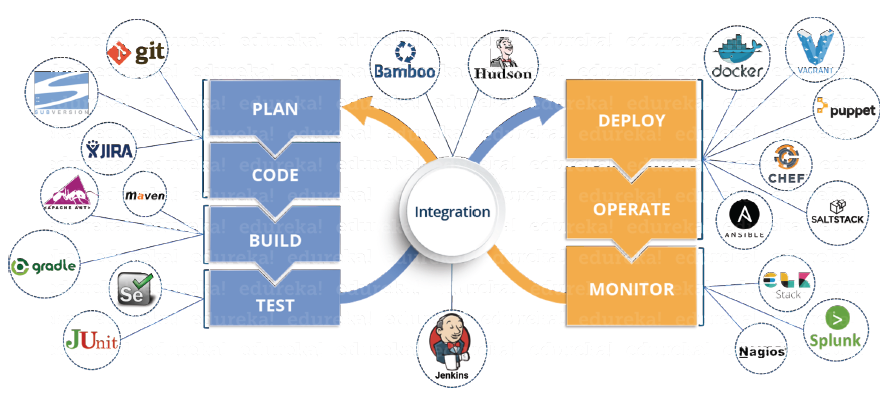 git
SUBVERSION
JIRA
APACHE ANT
maven
gradle
Se
JUnit
PLAN
CODE
BUILD
TEST
Bamboo
Hudson
Integration
Jenkins
DEPLOY
OPERATE
MONITOR
docker
VAGRANT
puppet
CHEF
ANSIBLE
SALTSTACK
ELK
Stack
Splunk
Nagios
edureka!